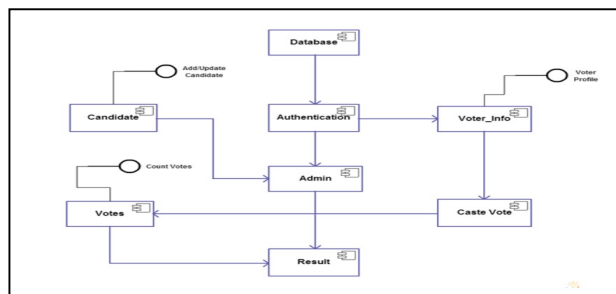 Database
Add/Update
Candidate
Voter
Profile
Candidate
Authentication
Voter_Info
Count Votes
Admin
Votes
Caste Vote
Result